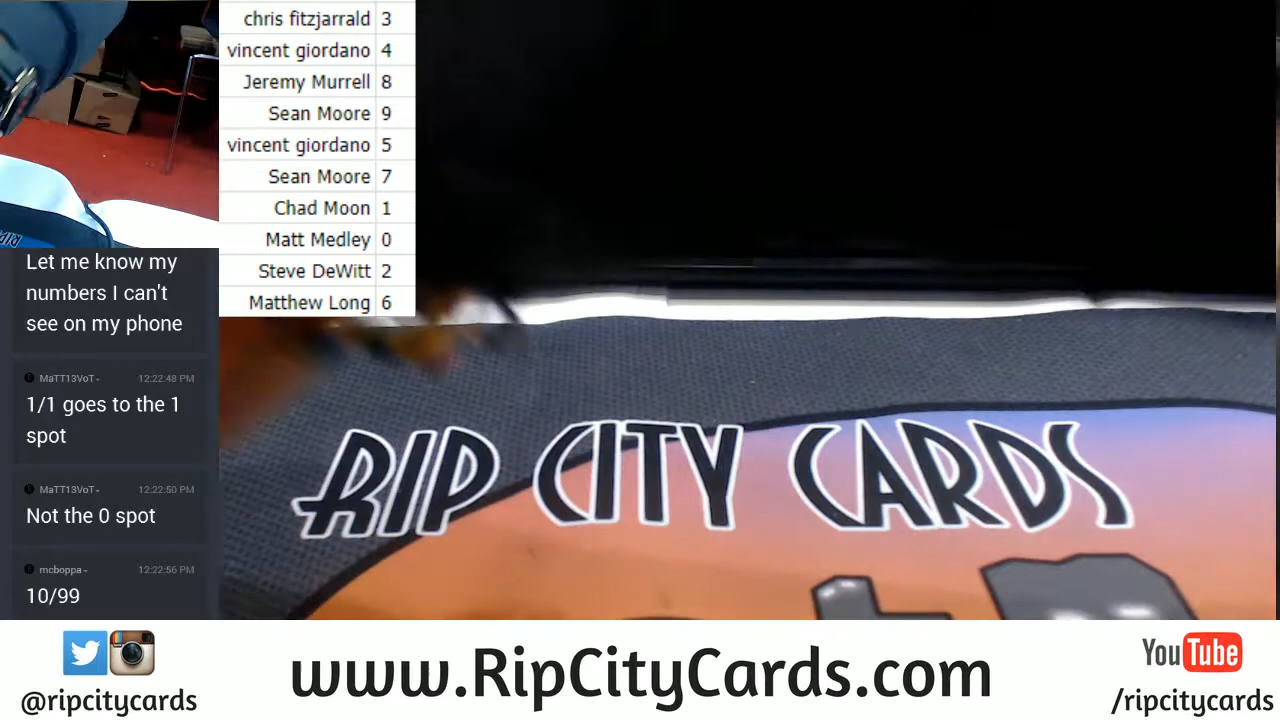 chris fitzjarrald 3
vincent giordano 4
Jeremy Murrell 8
Sean Moore 9
vincent giordano 5
Sean Moore 7
Chad Moon 1
Matt Medley 0
Steve DeWitt 2
Matthew Long 6
Let me know my
numbers I can't
see on my phone
MaTT13VoT- 12:22:48 PM
1/1 goes to the 1
spot
MaTT13VoT- 12:22:50 PM
Not the 0 spot
mcboppa- 12:22:56 PM
10/99
RIP CITY CARDS
@ripcitycards
www.RipCityCards.com
YouTube
/ripcitycards